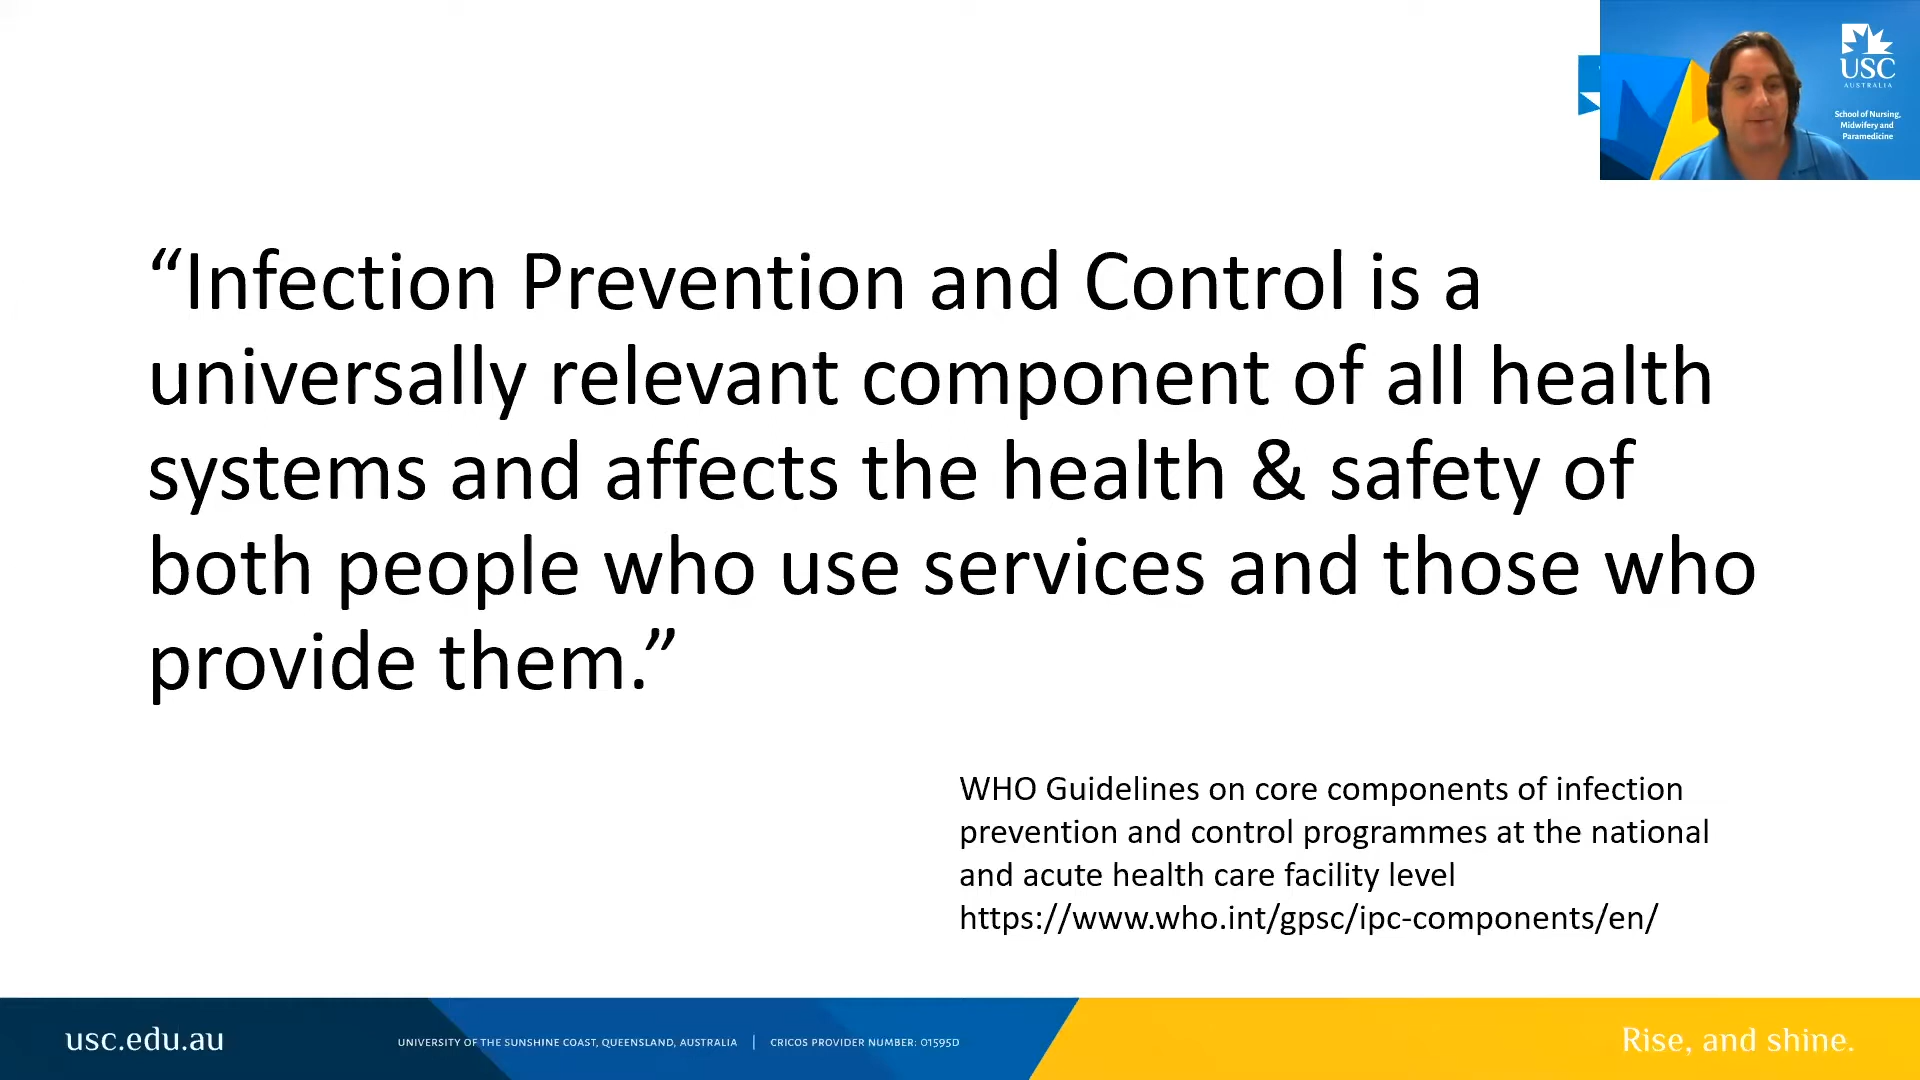 USC
AUSTRALIA
School of Nursing,
Midwifery and
Paramedicine
“Infection Prevention and Control is a
universally relevant component of all health
systems and affects the health & safety of
both people who use services and those who
provide them.”
WHO Guidelines on core components of infection
prevention and control programmes at the national
and acute health care facility level
https://www.who.int/gpsc/ipc-components/en/
usc.edu.au
UNIVERSITY OF THE SUNSHINE COAST, QUEENSLAND, AUSTRALIA | CRICOS PROVIDER NUMBER: 01595D
Rise, and shine.